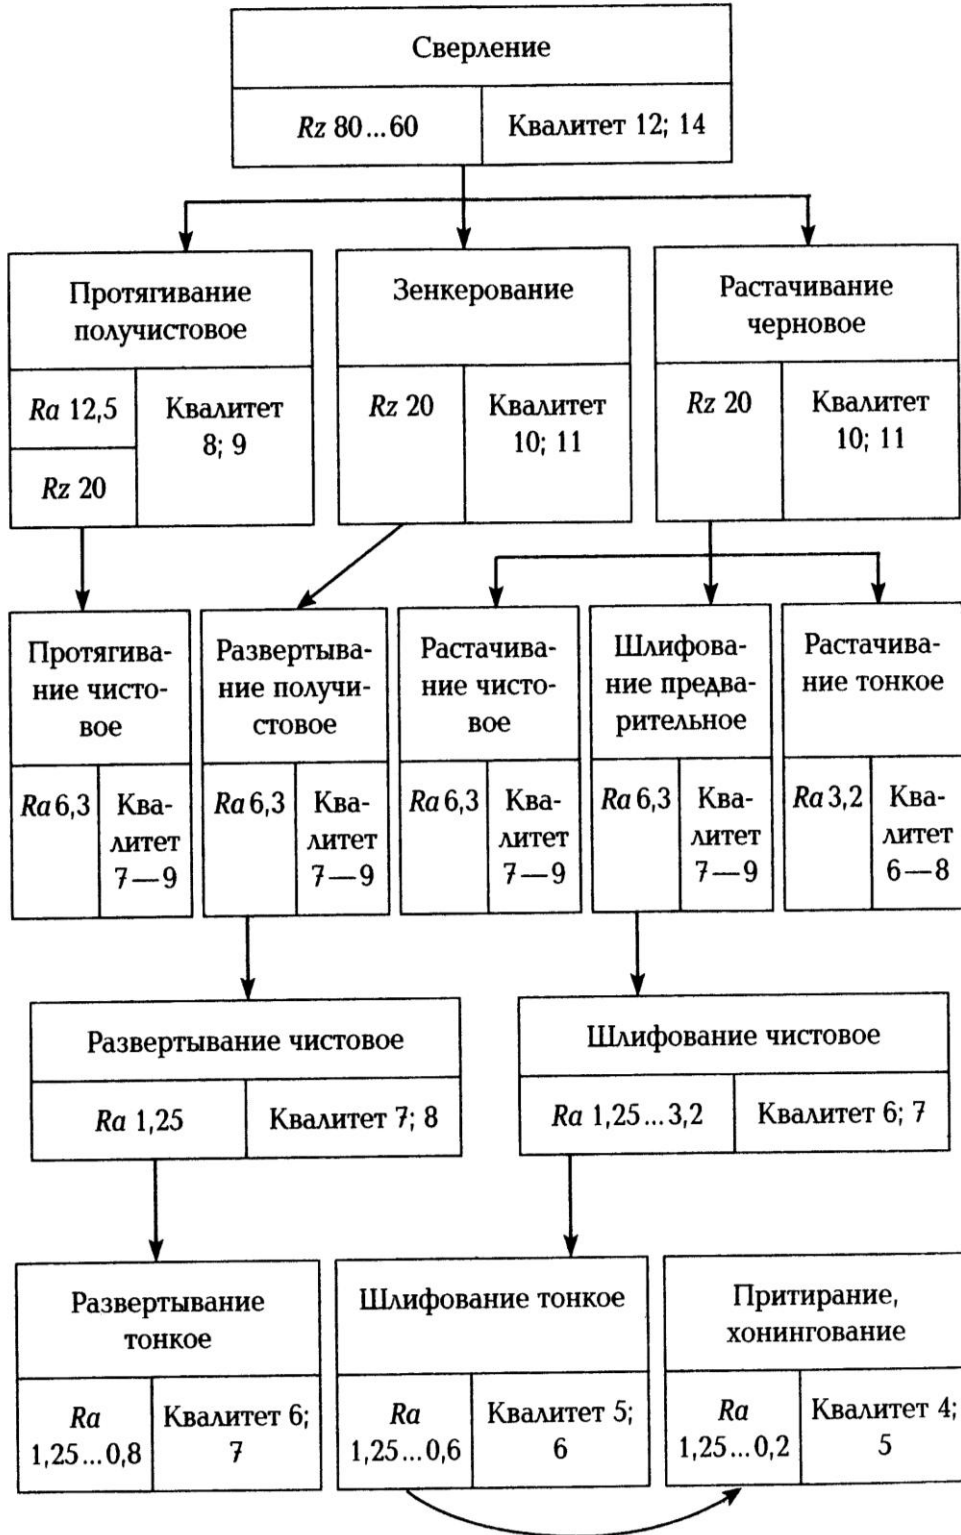 Сверление
Rz 80...60
Квалитет 12; 14
Протягивание
получистовое
Ra 12,5
Rz 20
Квалитет
8; 9
Зенкерование
Rz 20
Квалитет
10; 11
Растачивание
черновое
Rz 20
Квалитет
10; 11
Протягива-
ние чисто-
вое
Ra 6,3
Ква-
литет
7—9
Развертыва-
ние получи-
стовое
Ra 6,3
Ква-
литет
7—9
Растачива-
ние чисто-
вое
Ra 6,3
Ква-
литет
7—9
Шлифова-
ние предва-
рительное
Ra 6,3
Ква-
литет
7—9
Растачива-
ние тонкое
Ra 3,2
Ква-
литет
6—8
Развертывание чистовое
Ra 1,25
Квалитет 7; 8
Шлифование чистовое
Ra 1,25...3,2
Квалитет 6; 7
Развертывание
тонкое
Ra
1,25...0,8
Квалитет 6;
7
Шлифование тонкое
Ra
1,25...0,6
Квалитет 5;
6
Притирание,
хонингование
Ra
1,25...0,2
Квалитет 4;
5